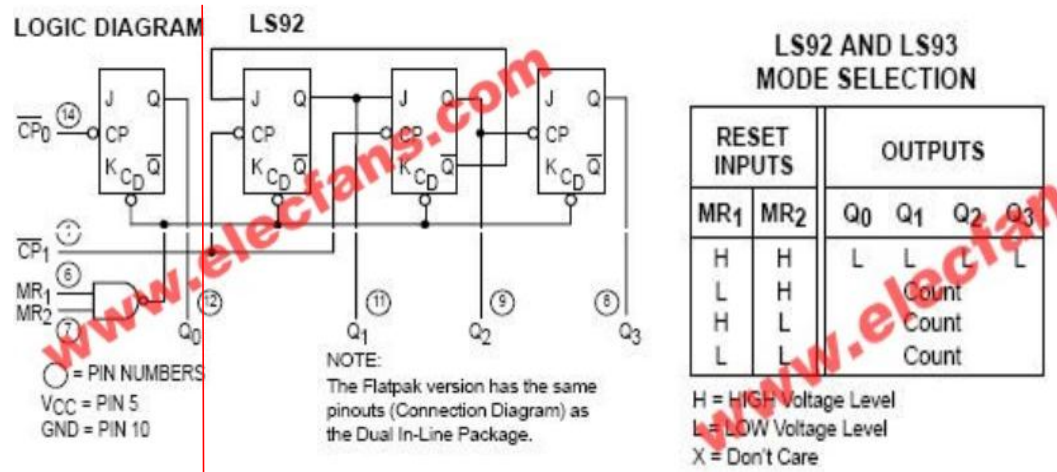 LOGIC DIAGRAM LS92
J Q J Q J Q J Q
CP0 14 CP CP CP CP
K CD Q K CD Q K CD Q K CD Q
CP1
6
MR1
MR2
7
Q0 12 Q1 11 Q2 9 Q3 8
= PIN NUMBERS
VCC = PIN 5
GND = PIN 10
NOTE:
The Flatpak version has the same
pinouts (Connection Diagram) as
the Dual In-Line Package.
LS92 AND LS93
MODE SELECTION
RESET INPUTS OUTPUTS
MR1 MR2 Q0 Q1 Q2 Q3
H H L L L L
L H Count
H L Count
L L Count
H = HIGH Voltage Level
L = LOW Voltage Level
X = Don't Care
www.elecfans.com
www.elecfan